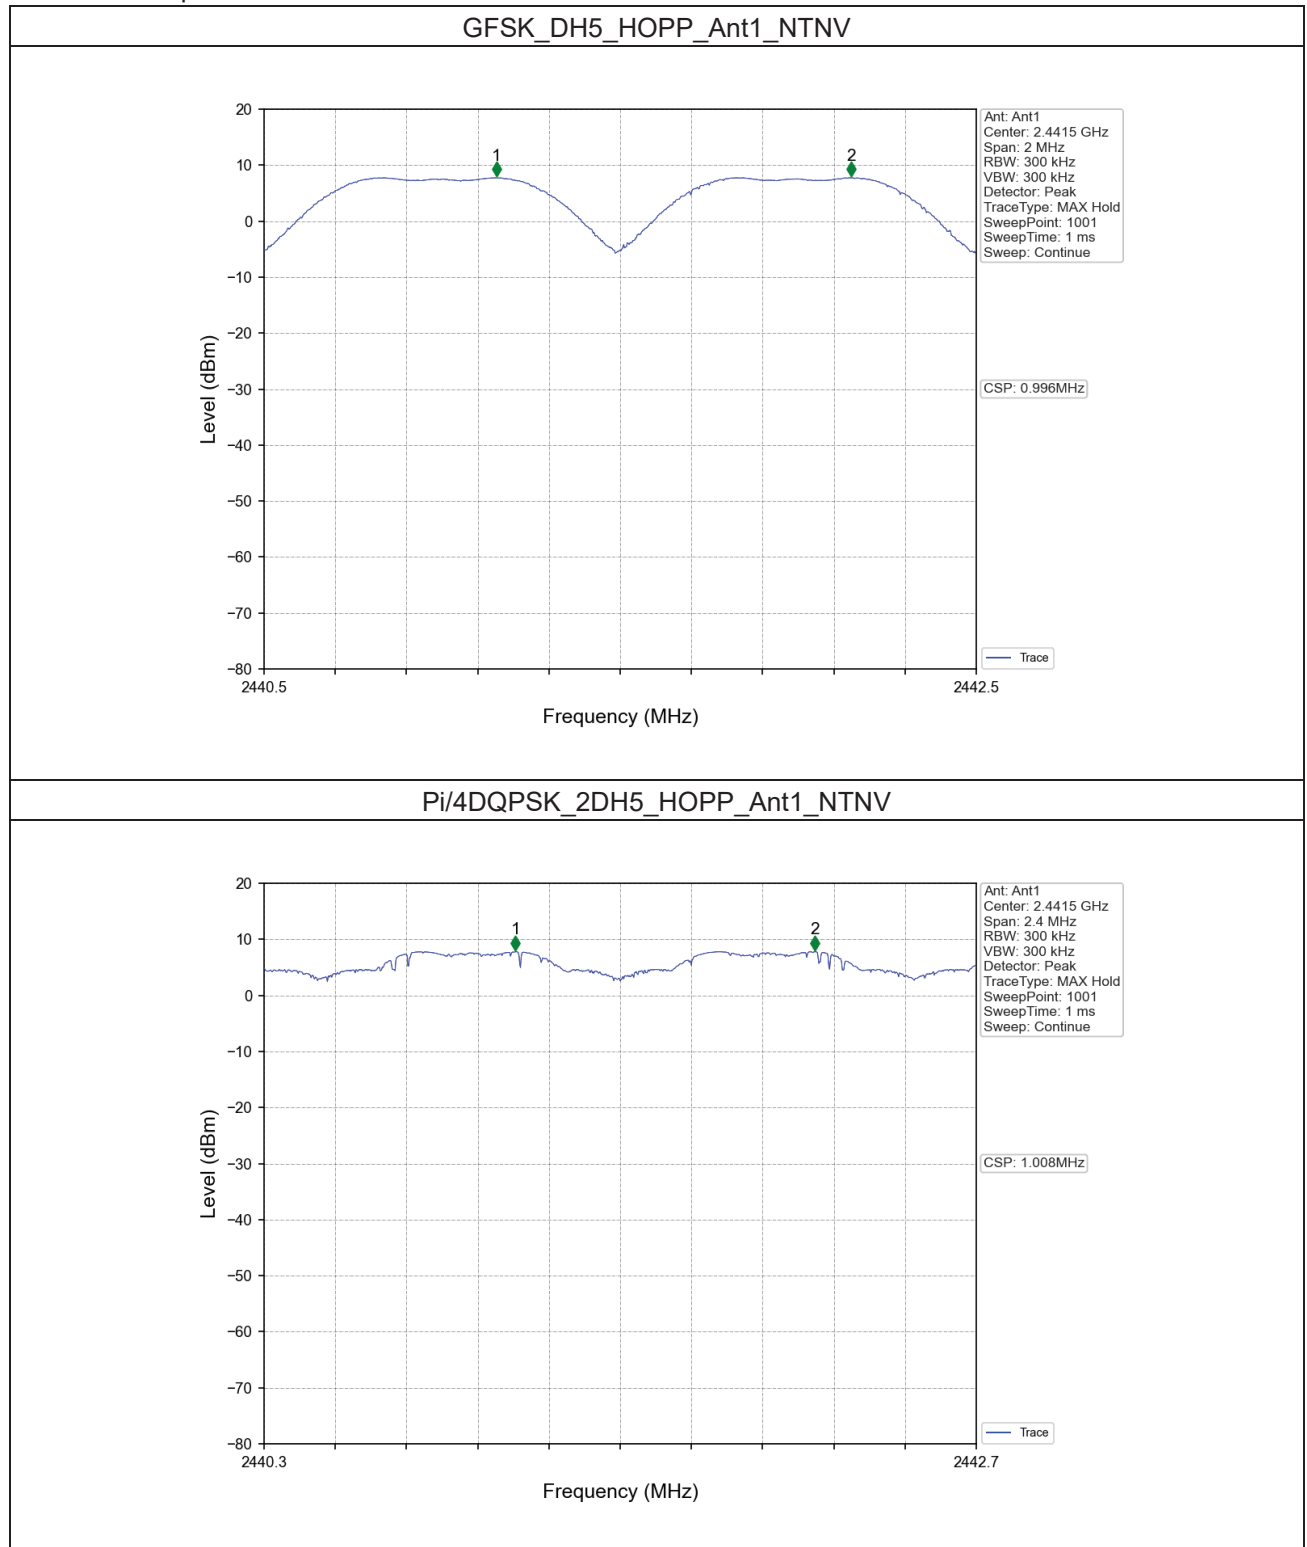 GFSK_DH5_HOPP_Ant1_NTNV
20
10
0
−10
−20
−30
−40
−50
−60
−70
−80
Level (dBm)
1
2
2440.5
2442.5
Frequency (MHz)
Ant: Ant1
Center: 2.4415 GHz
Span: 2 MHz
RBW: 300 kHz
VBW: 300 kHz
Detector: Peak
TraceType: MAX Hold
SweepPoint: 1001
SweepTime: 1 ms
Sweep: Continue
CSP: 0.996MHz
Trace
Pi/4DQPSK_2DH5_HOPP_Ant1_NTNV
20
10
0
−10
−20
−30
−40
−50
−60
−70
−80
Level (dBm)
1
2
2440.3
2442.7
Frequency (MHz)
Ant: Ant1
Center: 2.4415 GHz
Span: 2.4 MHz
RBW: 300 kHz
VBW: 300 kHz
Detector: Peak
TraceType: MAX Hold
SweepPoint: 1001
SweepTime: 1 ms
Sweep: Continue
CSP: 1.008MHz
Trace